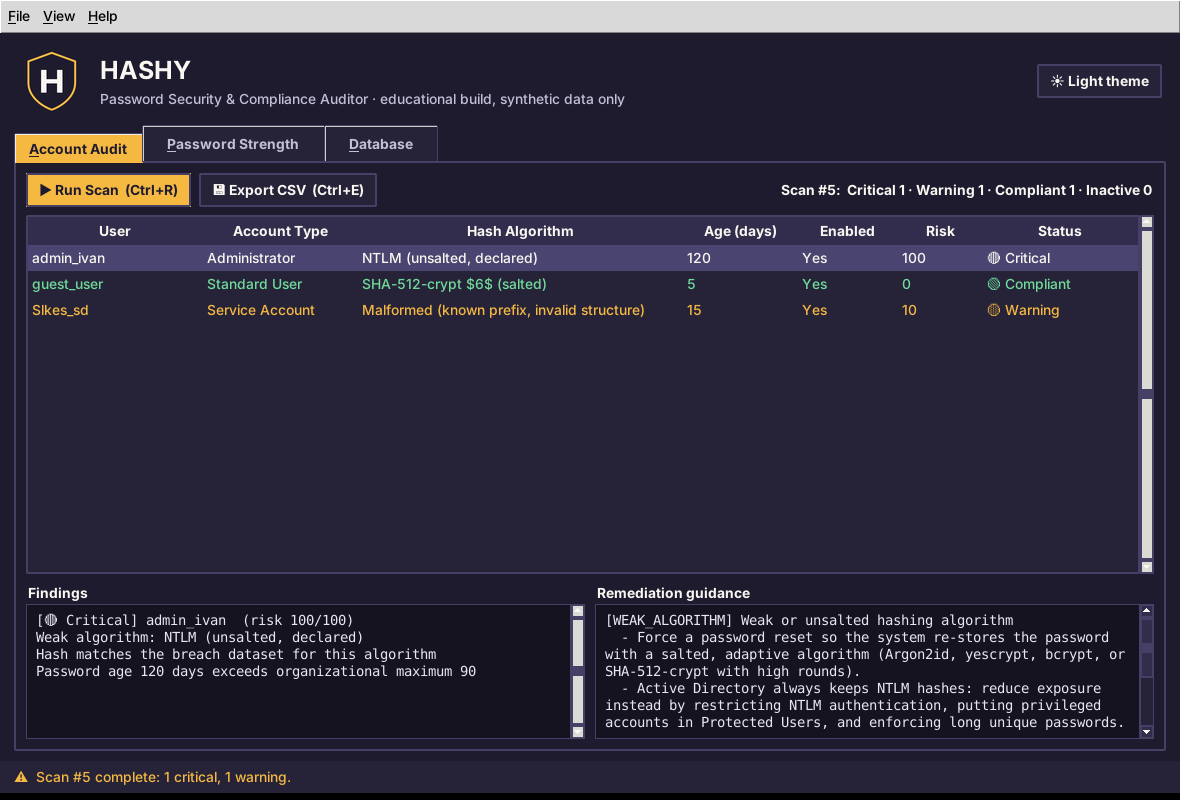 File View Help
H
HASHY
Password Security & Compliance Auditor · educational build, synthetic data only
☀ Light theme
Account Audit Password Strength Database
▶ Run Scan (Ctrl+R) 💾 Export CSV (Ctrl+E) Scan #5: Critical 1 · Warning 1 · Compliant 1 · Inactive 0
User Account Type Hash Algorithm Age (days) Enabled Risk Status
admin_ivan Administrator NTLM (unsalted, declared) 120 Yes 100 🔴 Critical
guest_user Standard User SHA-512-crypt $6$ (salted) 5 Yes 0 🟢 Compliant
Slkes_sd Service Account Malformed (known prefix, invalid structure) 15 Yes 10 🟡 Warning
Findings
[🔴 Critical] admin_ivan (risk 100/100)
Weak algorithm: NTLM (unsalted, declared)
Hash matches the breach dataset for this algorithm
Password age 120 days exceeds organizational maximum 90
Remediation guidance
[WEAK_ALGORITHM] Weak or unsalted hashing algorithm
- Force a password reset so the system re-stores the password
with a salted, adaptive algorithm (Argon2id, yescrypt, bcrypt, or
SHA-512-crypt with high rounds).
- Active Directory always keeps NTLM hashes: reduce exposure
instead by restricting NTLM authentication, putting privileged
accounts in Protected Users, and enforcing long unique passwords.
⚠ Scan #5 complete: 1 critical, 1 warning.